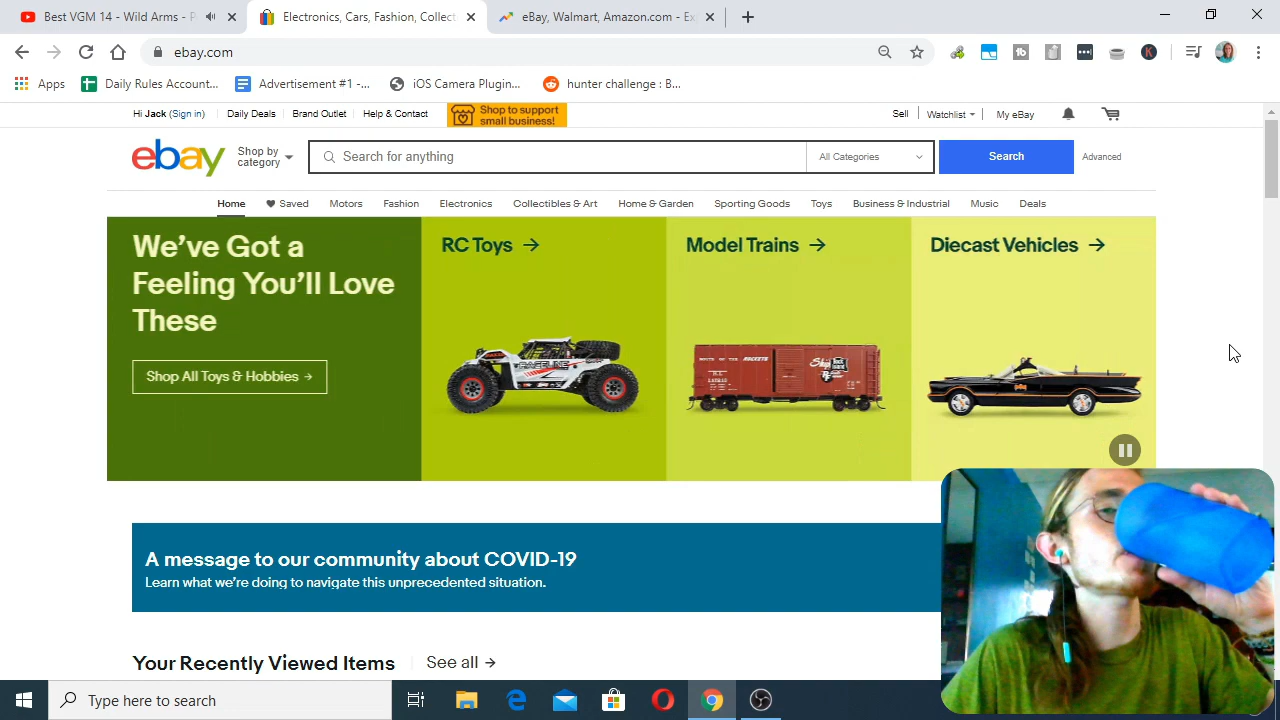 Best VGM 14 - Wild Arms - P
Electronics, Cars, Fashion, Collect
eBay, Walmart, Amazon.com - Ex
ebay.com
Apps
Daily Rules Account...
Advertisement #1 -...
iOS Camera Plugin...
hunter challenge : B...
Hi Jack (Sign in)
Daily Deals
Brand Outlet
Help & Contact
Shop to support
small business!
Sell
Watchlist
My eBay
ebay
Shop by
category
Search for anything
All Categories
Search
Advanced
Home
Saved
Motors
Fashion
Electronics
Collectibles & Art
Home & Garden
Sporting Goods
Toys
Business & Industrial
Music
Deals
We've Got a
Feeling You'll Love
These
Shop All Toys & Hobbies →
RC Toys →
Model Trains →
Diecast Vehicles →
A message to our community about COVID-19
Learn what we're doing to navigate this unprecedented situation.
Your Recently Viewed Items
See all →
Type here to search